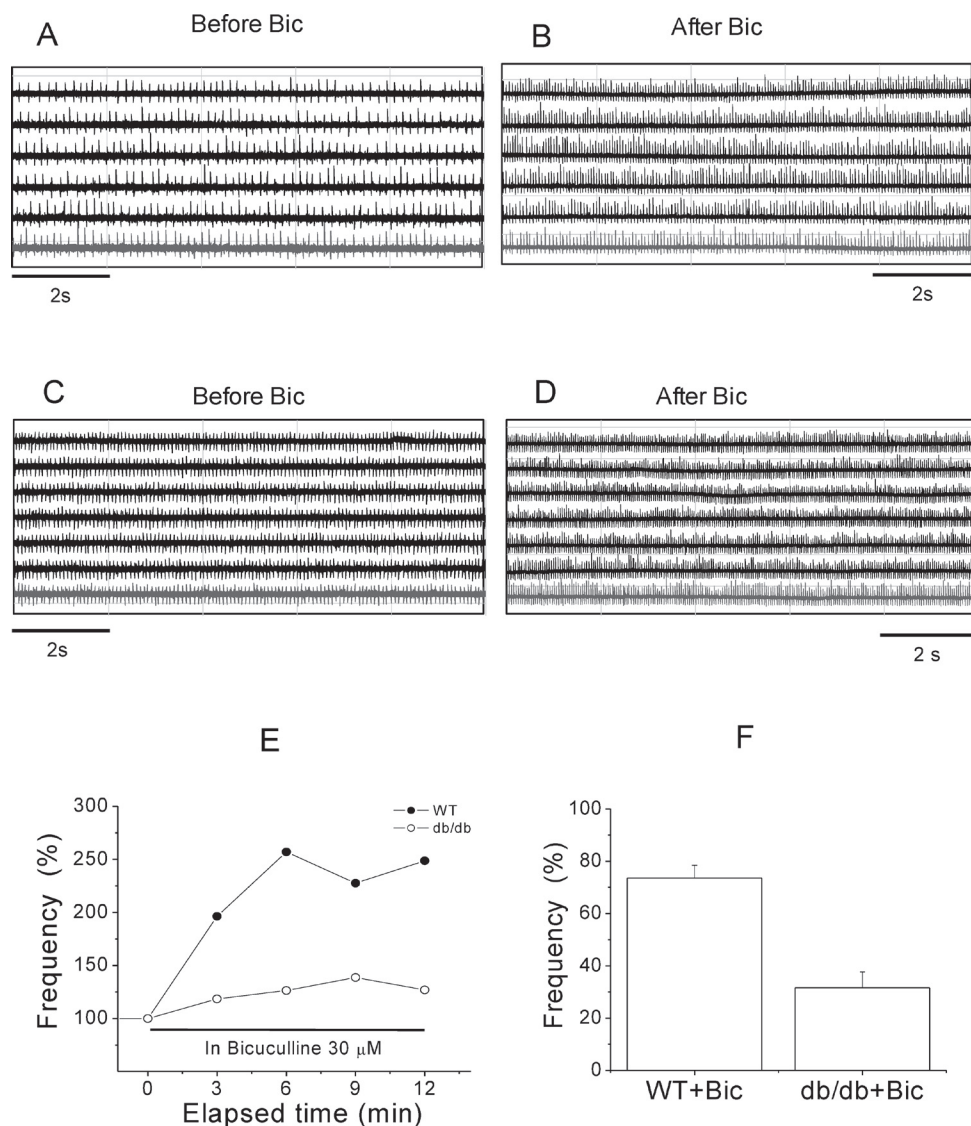 A
Before Bic
B
After Bic
2s
2s
C
Before Bic
D
After Bic
2s
2 s
E
300
250
200
150
100
Frequency (%)
WT
db/db
In Bicuculline 30 μM
0 3 6 9 12
Elapsed time (min)
F
100
80
60
40
20
0
Frequency (%)
WT+Bic
db/db+Bic